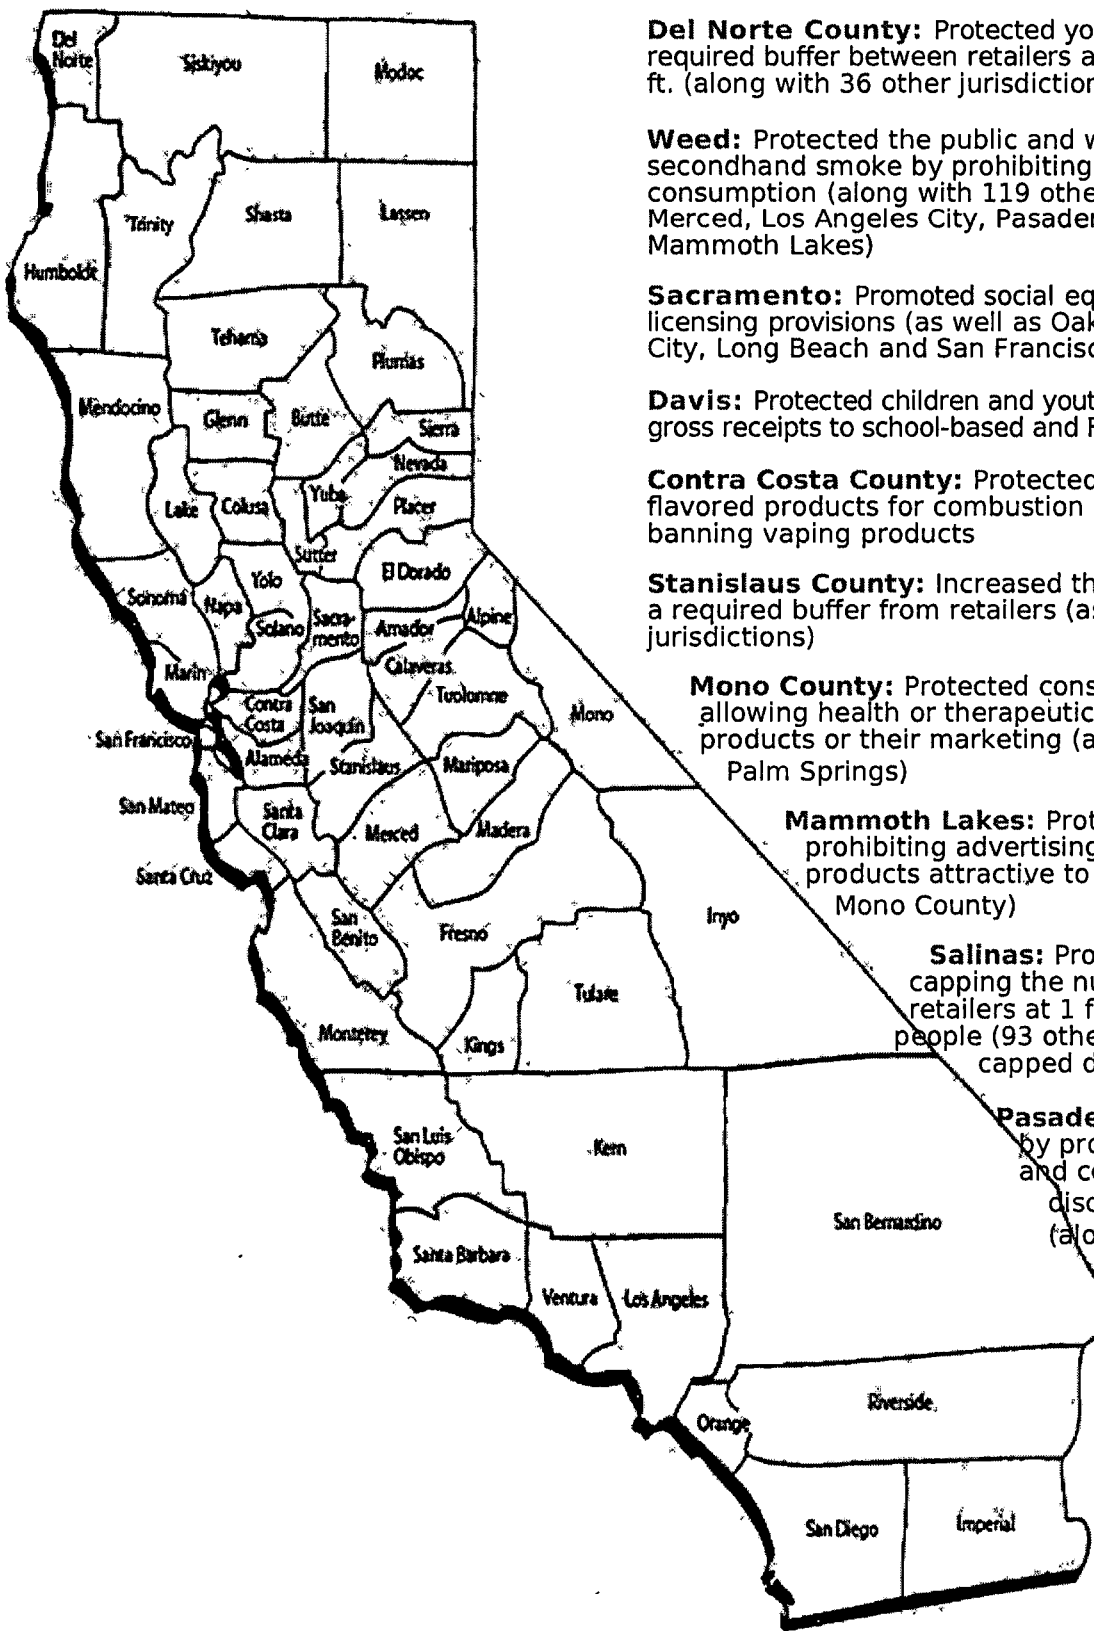 Del Norte County: Protected yo
required buffer between retailers a
ft. (along with 36 other jurisdiction
Weed: Protected the public and w
secondhand smoke by prohibiting
consumption (along with 119 othe
Merced, Los Angeles City, Pasaden
Mammoth Lakes)
Sacramento: Promoted social eq
licensing provisions (as well as Oak
City, Long Beach and San Francisc
Davis: Protected children and yout
gross receipts to school-based and F
Contra Costa County: Protected
flavored products for combustion
banning vaping products
Stanislaus County: Increased th
a required buffer from retailers (as
jurisdictions)
Mono County: Protected cons
allowing health or therapeutic
products or their marketing (a
Palm Springs)
Mammoth Lakes: Prot
prohibiting advertising
products attractive to
Mono County)
Salinas: Pro
capping the nu
retailers at 1 f
people (93 othe
capped d
Pasade
by pro
and co
disc
(alo
Del
Norte
Siskiyou
Modoc
Trinity
Shasta
Lassen
Humbolde
Tehama
Plumas
Mendocino
Glenn
Butte
Sierra
Nevada
Yuba
Placer
Lake
Colusa
Sutter
El Dorado
Yolo
Sonoma
Napa
Solano
Sacra-
mento
Amador
Alpine
Marin
Calaveras
Tuolomne
Contra
Costa
San
Joaquin
Mono
San Francisco
Alameda
Stanislaus
Mariposa
San Mateo
Santa
Clara
Merced
Madera
Santa Cruz
San
Benito
Fresno
Inyo
Tulare
Monterey
Kings
San Luis
Obispo
Kern
San Bernardino
Santa Barbara
Ventura
Los Angeles
Orange
Riverside
San Diego
Imperial